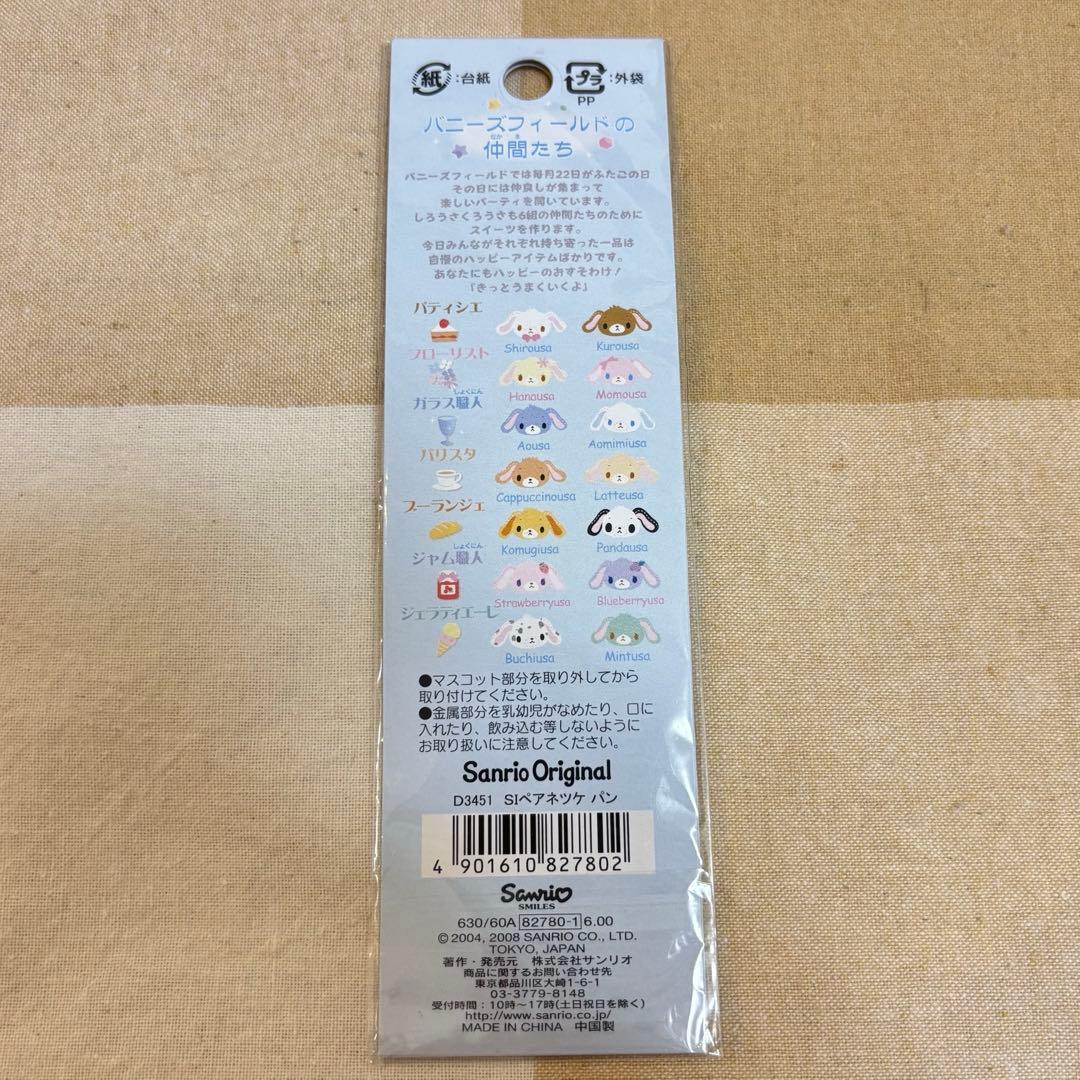 紙:台紙 プラ:外袋
PP
バニーズフィールドの
なかま
仲間たち
バニーズフィールドでは毎月22日がふたごの日
その日には仲良しが集まって
楽しいパーティを開いています。
しろうさくろうさも6組の仲間たちのために
スイーツを作ります。
今日みんながそれぞれ持ち寄った一品は
自慢のハッピーアイテムばかりです。
あなたにもハッピーのおすそわけ!
『きっとうまくいくよ』
パティシエ
Shirousa Kurousa
フローリスト
Hanausa Momousa
しょくにん
ガラス職人
Aousa Aomimiusa
バリスタ
Cappuccinousa Latteusa
ブーランジェ
Komugiusa Pandausa
しょくにん
ジャム職人
Strawberryusa Blueberryusa
ジェラティエーレ
Buchiusa Mintusa
●マスコット部分を取り外してから
取り付けてください。
●金属部分を乳幼児がなめたり、口に
入れたり、飲み込む等しないように
お取り扱いに注意してください。
Sanrio Original
D3451 SIペアネツケ パン
4 901610 827802
Sanrio
SMILES
630/60A 82780-1 6.00
© 2004, 2008 SANRIO CO., LTD.
TOKYO, JAPAN
著作・発売元 株式会社サンリオ
商品に関するお問い合わせ先
東京都品川区大崎1-6-1
03-3779-8148
受付時間:10時~17時(土日祝日を除く)
http://www.sanrio.co.jp/
MADE IN CHINA 中国製